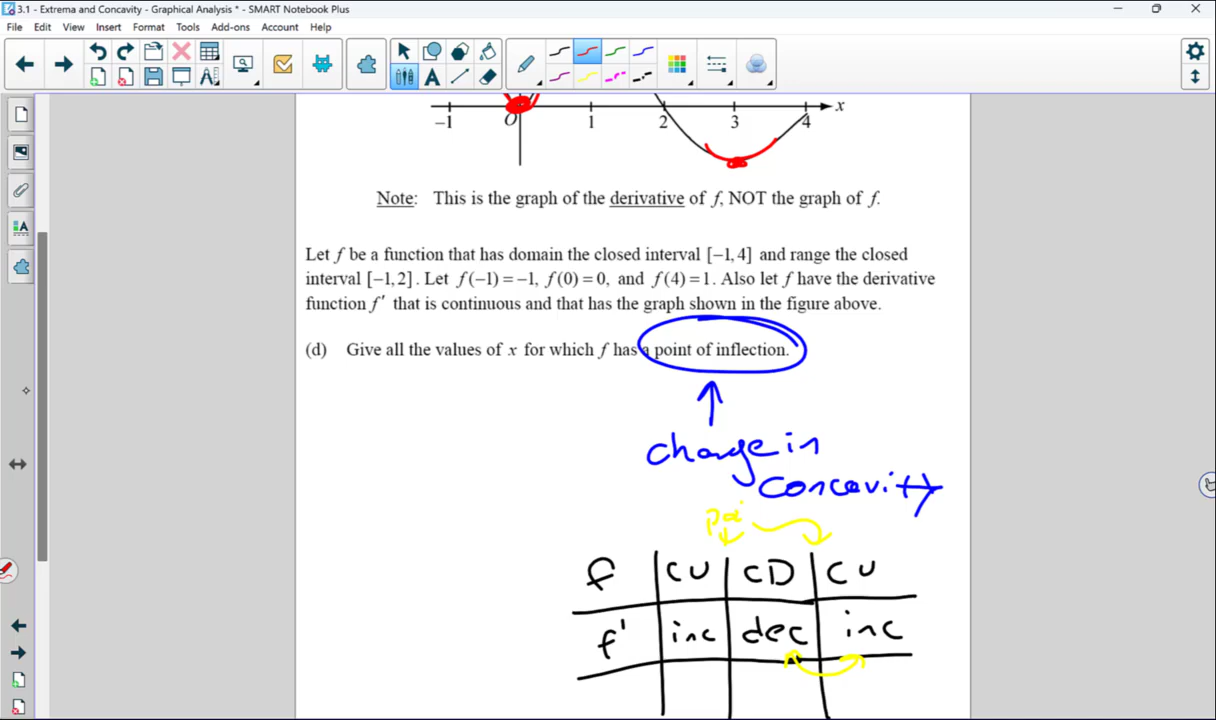 3.1 - Extrema and Concavity - Graphical Analysis * - SMART Notebook Plus
File Edit View Insert Format Tools Add-ons Account Help
−1 O 1 2 3 4 x
Note: This is the graph of the derivative of f, NOT the graph of f.
Let f be a function that has domain the closed interval [−1, 4] and range the closed
interval [−1, 2]. Let f(−1) = −1, f(0) = 0, and f(4) = 1. Also let f have the derivative
function f′ that is continuous and that has the graph shown in the figure above.
(d) Give all the values of x for which f has a point of inflection.
change in
concavity
poi
f CU CD CU
f' inc dec inc